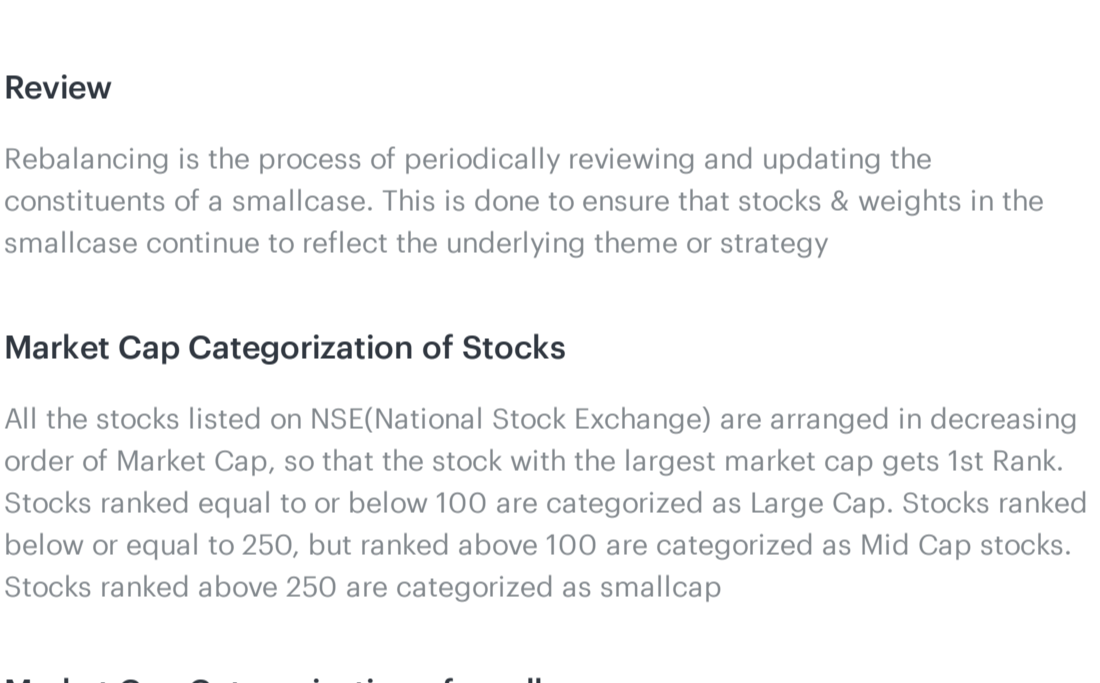 Review
Rebalancing is the process of periodically reviewing and updating the
constituents of a smallcase. This is done to ensure that stocks & weights in the
smallcase continue to reflect the underlying theme or strategy
Market Cap Categorization of Stocks
All the stocks listed on NSE(National Stock Exchange) are arranged in decreasing
order of Market Cap, so that the stock with the largest market cap gets 1st Rank.
Stocks ranked equal to or below 100 are categorized as Large Cap. Stocks ranked
below or equal to 250, but ranked above 100 are categorized as Mid Cap stocks.
Stocks ranked above 250 are categorized as smallcap